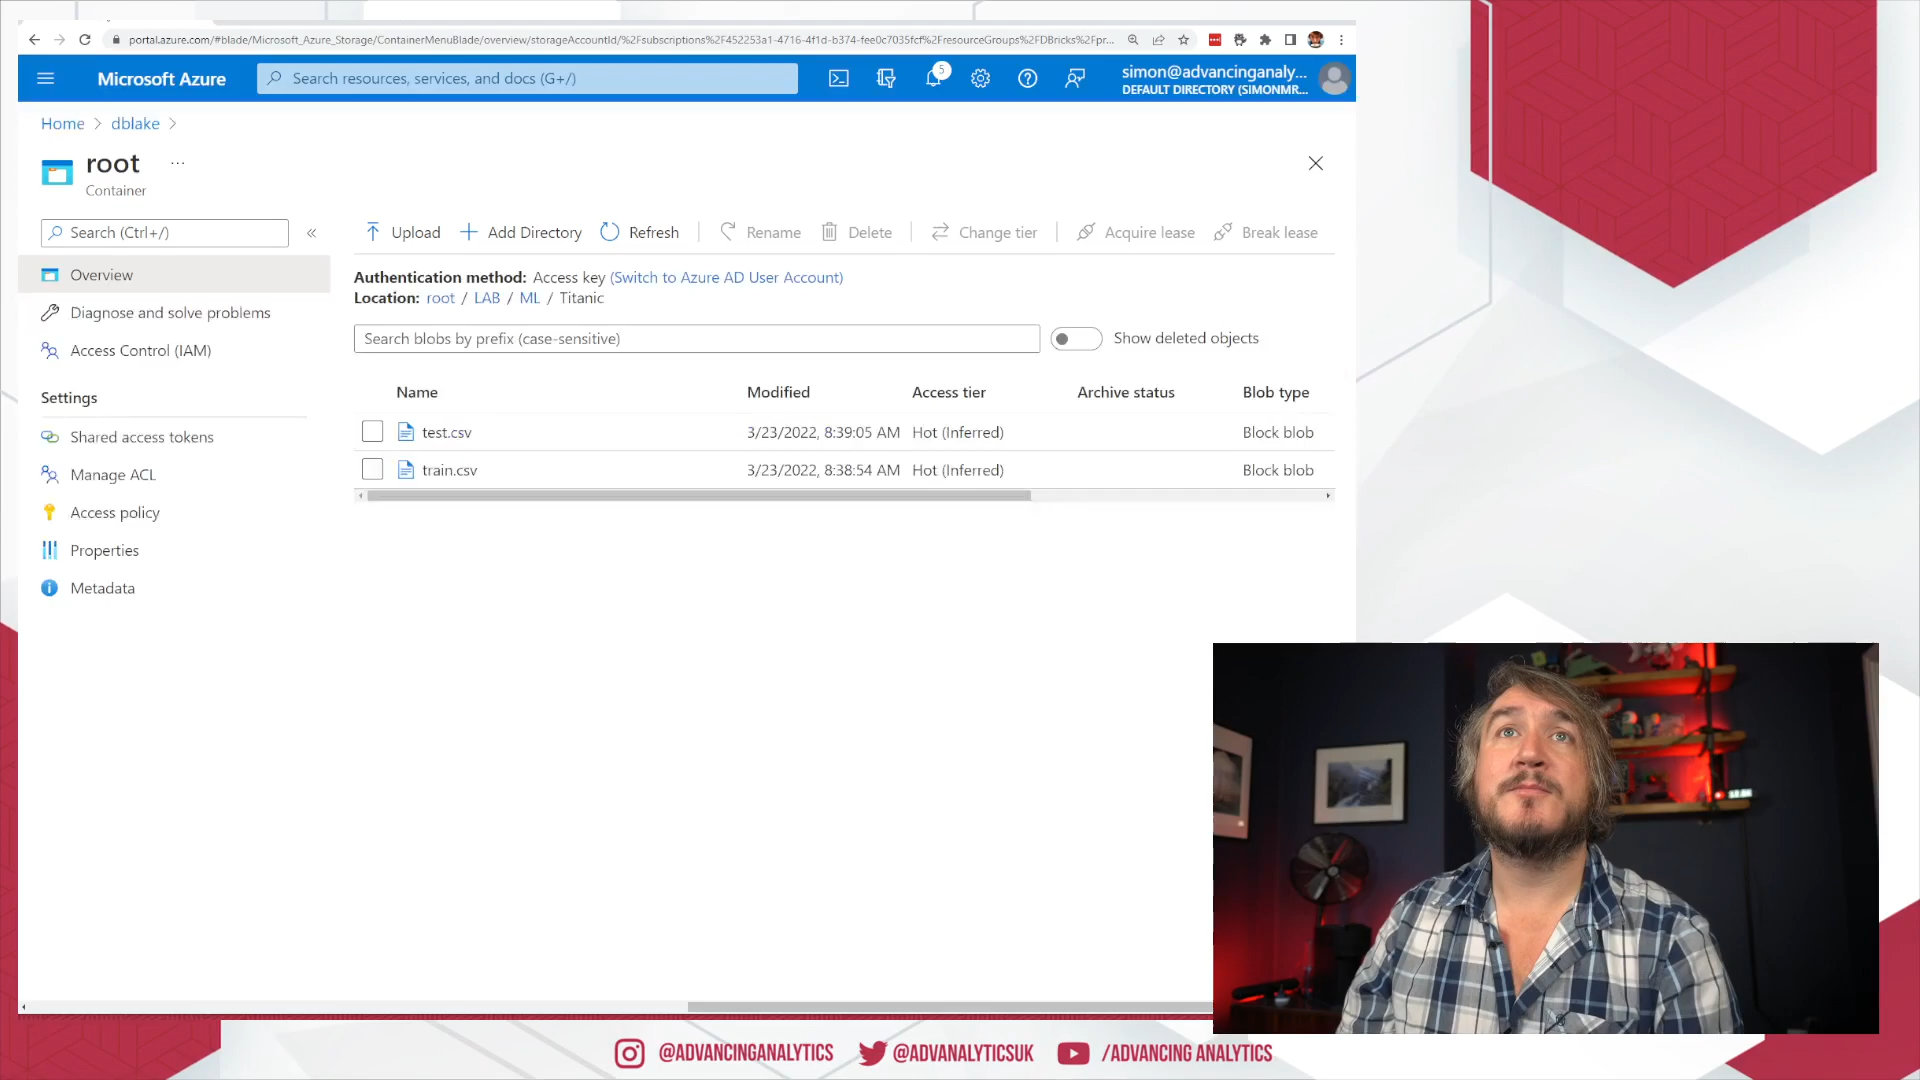 portal.azure.com/#blade/Microsoft_Azure_Storage/ContainerMenuBlade/overview/storageAccountId/%2Fsubscriptions%2F452253a1-4716-4f1d-b374-fee0c7035fcf%2FresourceGroups%2FDBricks%2Fpr...
Microsoft Azure
Search resources, services, and docs (G+/)
5
simon@advancinganaly...
DEFAULT DIRECTORY (SIMONMR...
Home > dblake >
root ...
Container
Search (Ctrl+/)
«
Overview
Diagnose and solve problems
Access Control (IAM)
Settings
Shared access tokens
Manage ACL
Access policy
Properties
Metadata
Upload Add Directory Refresh Rename Delete Change tier Acquire lease Break lease
Authentication method: Access key (Switch to Azure AD User Account)
Location: root / LAB / ML / Titanic
Search blobs by prefix (case-sensitive)
Show deleted objects
Name Modified Access tier Archive status Blob type
test.csv 3/23/2022, 8:39:05 AM Hot (Inferred) Block blob
train.csv 3/23/2022, 8:38:54 AM Hot (Inferred) Block blob
@ADVANCINGANALYTICS @ADVANALYTICSUK /ADVANCING ANALYTICS